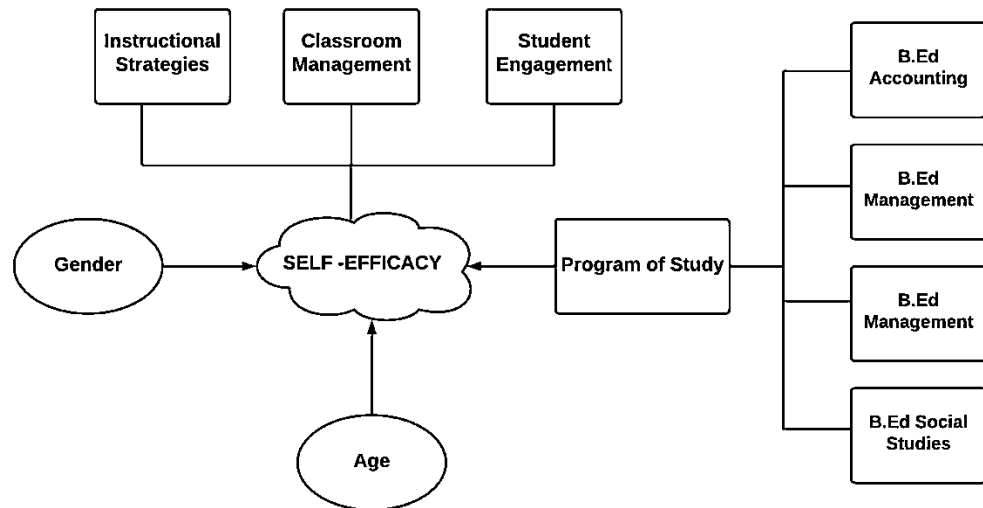 Instructional
Strategies
Classroom
Management
Student
Engagement
B.Ed
Accounting
B.Ed
Management
Gender
SELF -EFFICACY
Program of Study
B.Ed
Management
B.Ed Social
Studies
Age